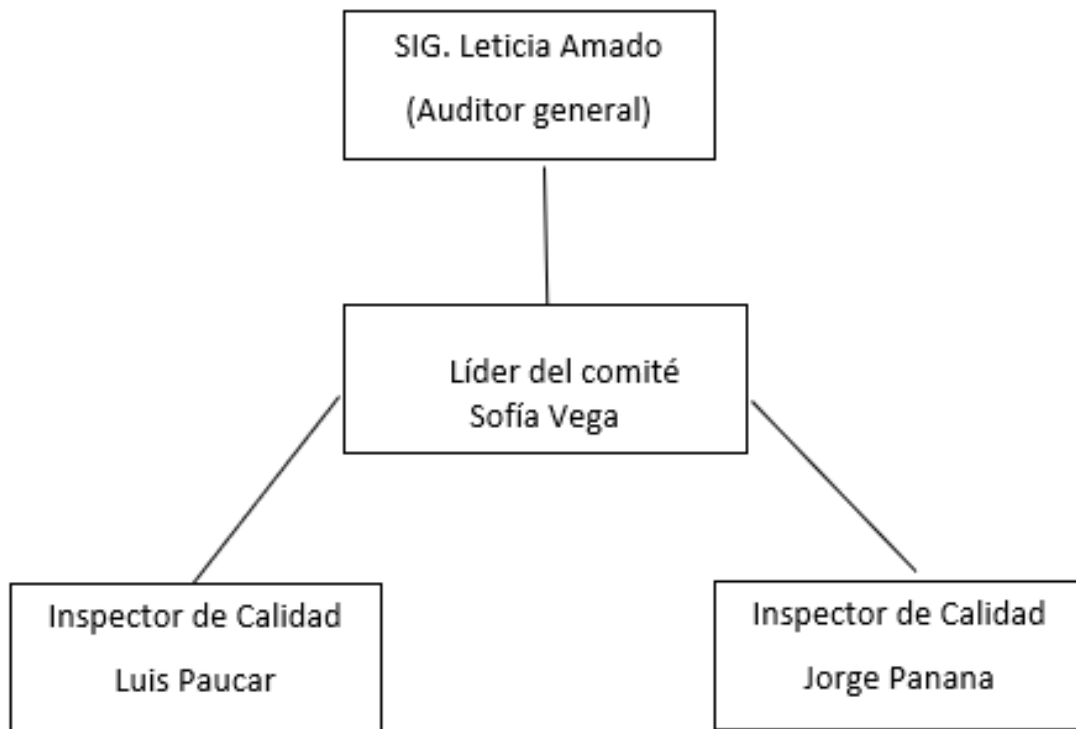 SIG. Leticia Amado
(Auditor general)
Líder del comité
Sofía Vega
Inspector de Calidad
Luis Paucar
Inspector de Calidad
Jorge Panana